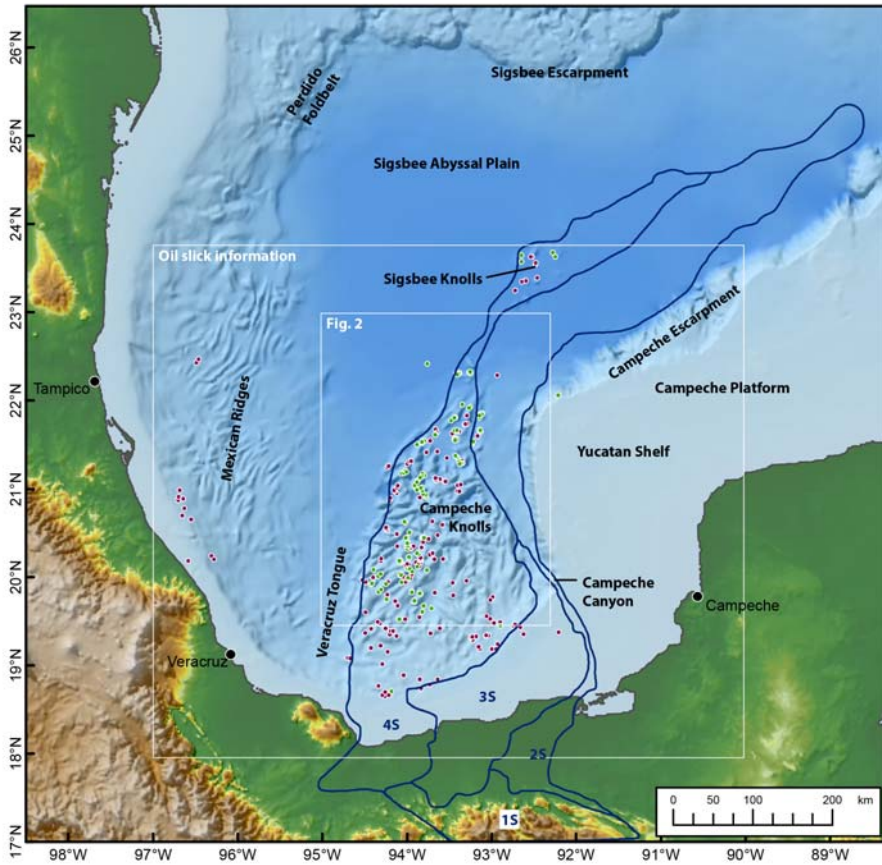 26°N
25°N
24°N
23°N
22°N
21°N
20°N
19°N
18°N
17°N
Sigsbee Escarpment
Perdido
Foldbelt
Sigsbee Abyssal Plain
Oil slick information
Sigsbee Knolls
Fig. 2
Campeche Escarpment
Tampico
Campeche Platform
Mexican Ridges
Yucatan Shelf
Campeche
Knolls
Veracruz Tongue
Campeche
Canyon
Campeche
Veracruz
3S
4S
2S
1S
0 50 100 200 km
98°W 97°W 96°W 95°W 94°W 93°W 92°W 91°W 90°W 89°W